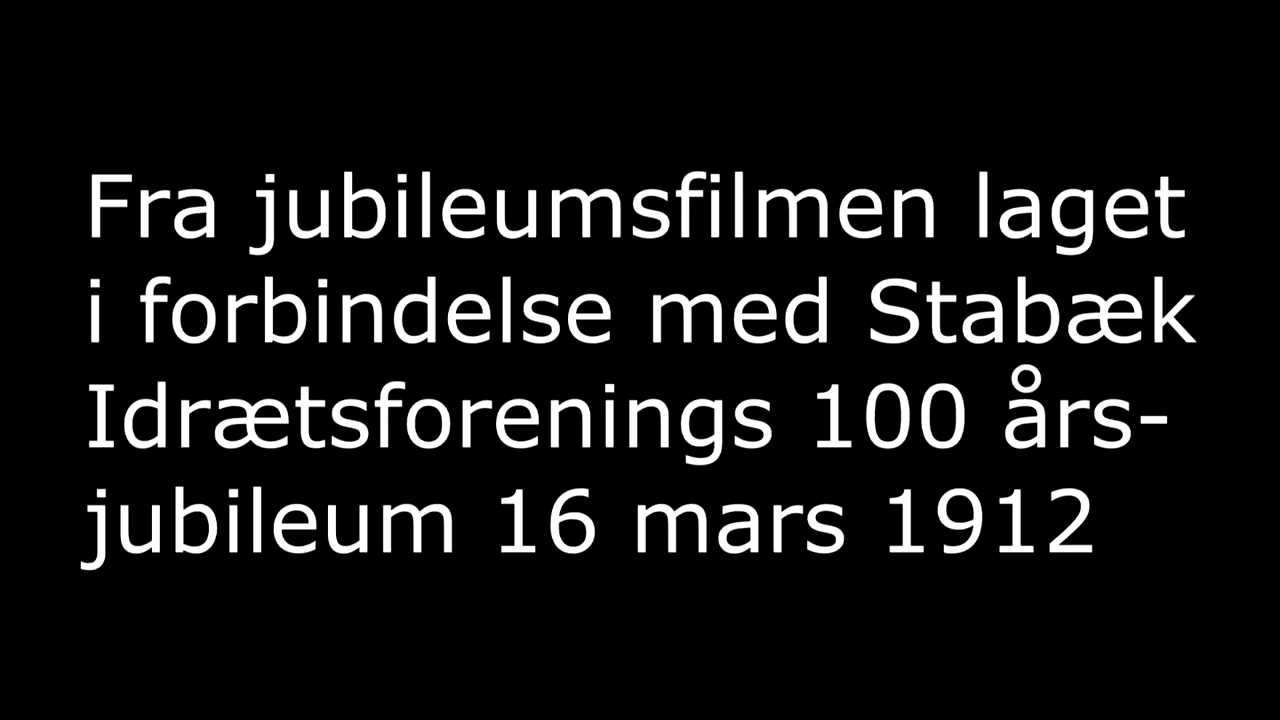 Fra jubileumsfilmen laget
i forbindelse med Stabæk
Idrætsforenings 100 års-
jubileum 16 mars 1912